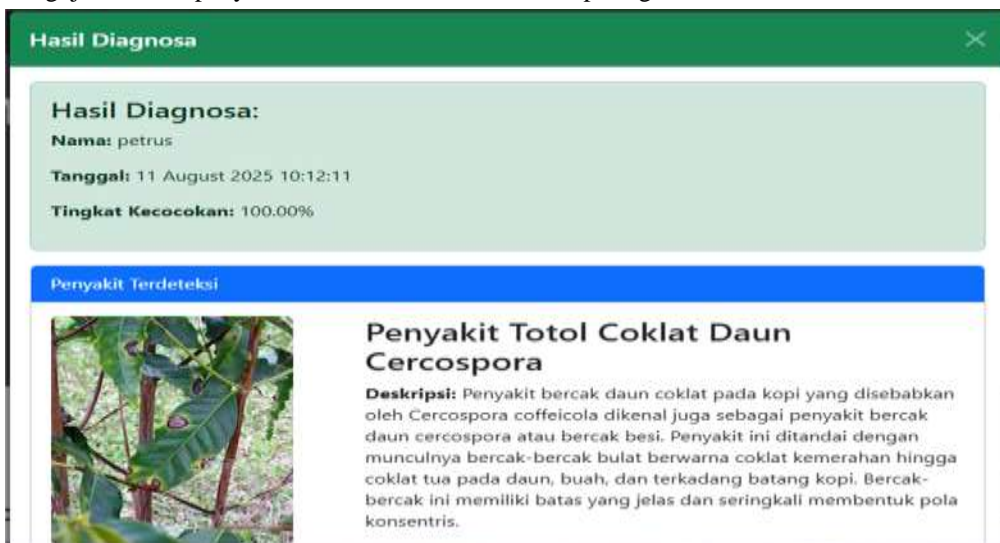 Hasil Diagnosa
Hasil Diagnosa:
Nama: petrus
Tanggal: 11 August 2025 10:12:11
Tingkat Kecocokan: 100.00%
Penyakit Terdeteksi
Penyakit Totol Coklat Daun
Cercospora
Deskripsi: Penyakit bercak daun coklat pada kopi yang disebabkan
oleh Cercospora coffeicola dikenal juga sebagai penyakit bercak
daun cercospora atau bercak besi. Penyakit ini ditandai dengan
munculnya bercak-bercak bulat berwarna coklat kemerahan hingga
coklat tua pada daun, buah, dan terkadang batang kopi. Bercak-
bercak ini memiliki batas yang jelas dan seringkali membentuk pola
konsentris.